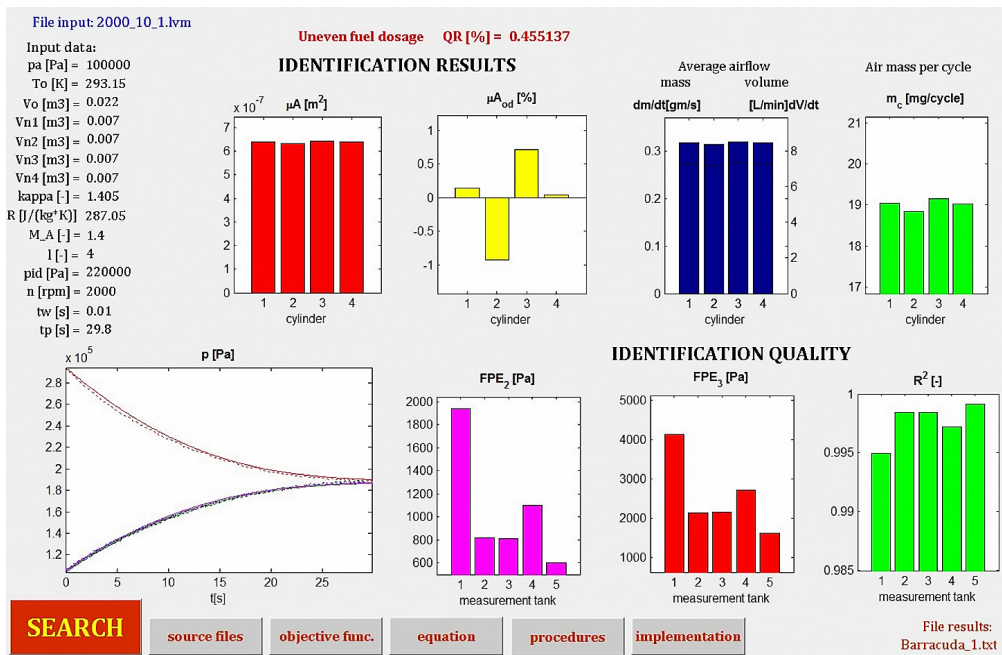 File input: 2000_10_1.lvm
Uneven fuel dosage QR [%] = 0.455137
Input data:
pa [Pa] = 100000
To [K] = 293.15
Vo [m3] = 0.022
Vn1 [m3] = 0.007
Vn2 [m3] = 0.007
Vn3 [m3] = 0.007
Vn4 [m3] = 0.007
kappa [-] = 1.405
R [J/(kg*K)] 287.05
M_A [-] = 1.4
l [-] = 4
pid [Pa] = 220000
n [rpm] = 2000
tw [s] = 0.01
tp [s] = 29.8
IDENTIFICATION RESULTS
x 10^-7
μA [m²]
7
6
5
4
3
2
1
0
1 2 3 4
cylinder
μA_od [%]
1
0.5
0
-0.5
-1
1 2 3 4
cylinder
Average airflow
mass volume
dm/dt[gm/s] [L/min]dV/dt
0.3
0.2
0.1
0
8
6
4
2
0
1 2 3 4
cylinder
Air mass per cycle
m_c [mg/cycle]
21
20
19
18
17
1 2 3 4
cylinder
x 10^5
p [Pa]
2.8
2.6
2.4
2.2
2
1.8
1.6
1.4
1.2
0 5 10 15 20 25
t[s]
IDENTIFICATION QUALITY
FPE_2 [Pa]
2000
1800
1600
1400
1200
1000
800
600
1 2 3 4 5
measurement tank
FPE_3 [Pa]
5000
4000
3000
2000
1000
1 2 3 4 5
measurement tank
R² [-]
1
0.995
0.99
0.985
1 2 3 4 5
measurement tank
SEARCH
source files
objective func.
equation
procedures
implementation
File results:
Barracuda_1.txt